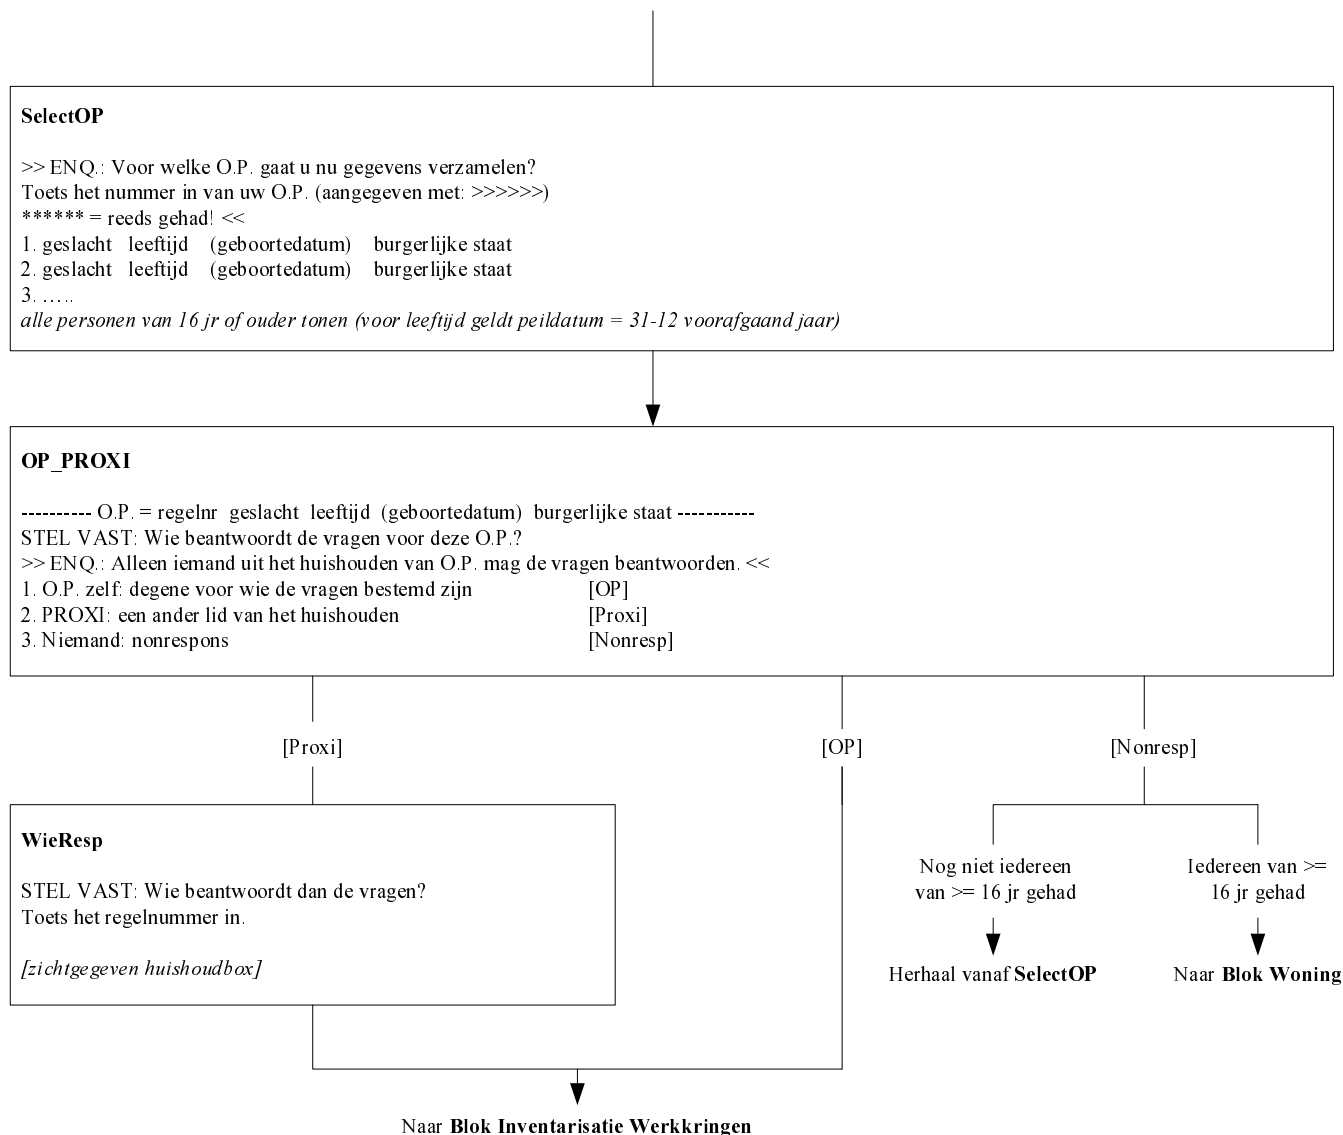 SelectOP
>> ENQ.: Voor welke O.P. gaat u nu gegevens verzamelen?
Toets het nummer in van uw O.P. (aangegeven met: >>>>>>)
****** = reeds gehad! <<
1. geslacht leeftijd (geboortedatum) burgerlijke staat
2. geslacht leeftijd (geboortedatum) burgerlijke staat
3. …..
alle personen van 16 jr of ouder tonen (voor leeftijd geldt peildatum = 31-12 voorafgaand jaar)
OP_PROXI
---------- O.P. = regelnr geslacht leeftijd (geboortedatum) burgerlijke staat -----------
STEL VAST: Wie beantwoordt de vragen voor deze O.P.?
>> ENQ.: Alleen iemand uit het huishouden van O.P. mag de vragen beantwoorden. <<
1. O.P. zelf: degene voor wie de vragen bestemd zijn [OP]
2. PROXI: een ander lid van het huishouden [Proxi]
3. Niemand: nonrespons [Nonresp]
[Proxi] [OP] [Nonresp]
WieResp
STEL VAST: Wie beantwoordt dan de vragen?
Toets het regelnummer in.
[zichtgegeven huishoudbox]
Nog niet iedereen
van >= 16 jr gehad
Iedereen van >=
16 jr gehad
Herhaal vanaf SelectOP
Naar Blok Woning
Naar Blok Inventarisatie Werkkringen